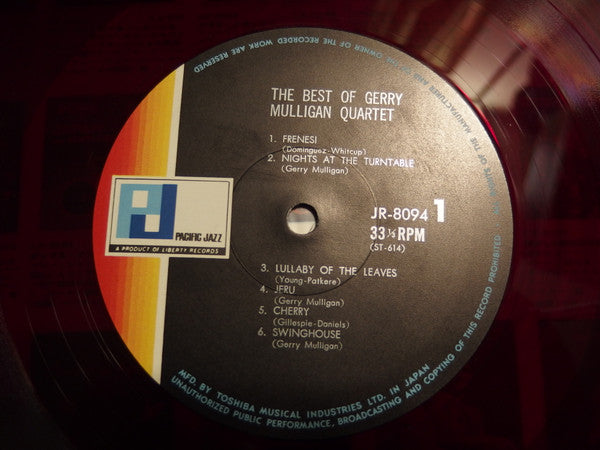 THE BEST OF GERRY
MULLIGAN QUARTET
1. FRENESI
(Dominguez-Whitcup)
2. NIGHTS AT THE TURNTABLE
(Gerry Mulligan)
PJ
PACIFIC JAZZ
A PRODUCT OF LIBERTY RECORDS
JR-8094 1
33⅓ RPM
(ST-614)
3. LULLABY OF THE LEAVES
(Young-Patkere)
4. JFRU
(Gerry Mulligan)
5. CHERRY
(Gillespie-Daniels)
6. SWINGHOUSE
(Gerry Mulligan)
MFD. BY TOSHIBA MUSICAL INDUSTRIES LTD. IN JAPAN
UNAUTHORIZED PUBLIC PERFORMANCE, BROADCASTING AND COPYING OF THIS RECORD PROHIBITED
RIGHTS OF THE MANUFACTURER AND OF THE OWNER OF THE RECORDED WORK ARE RESERVED